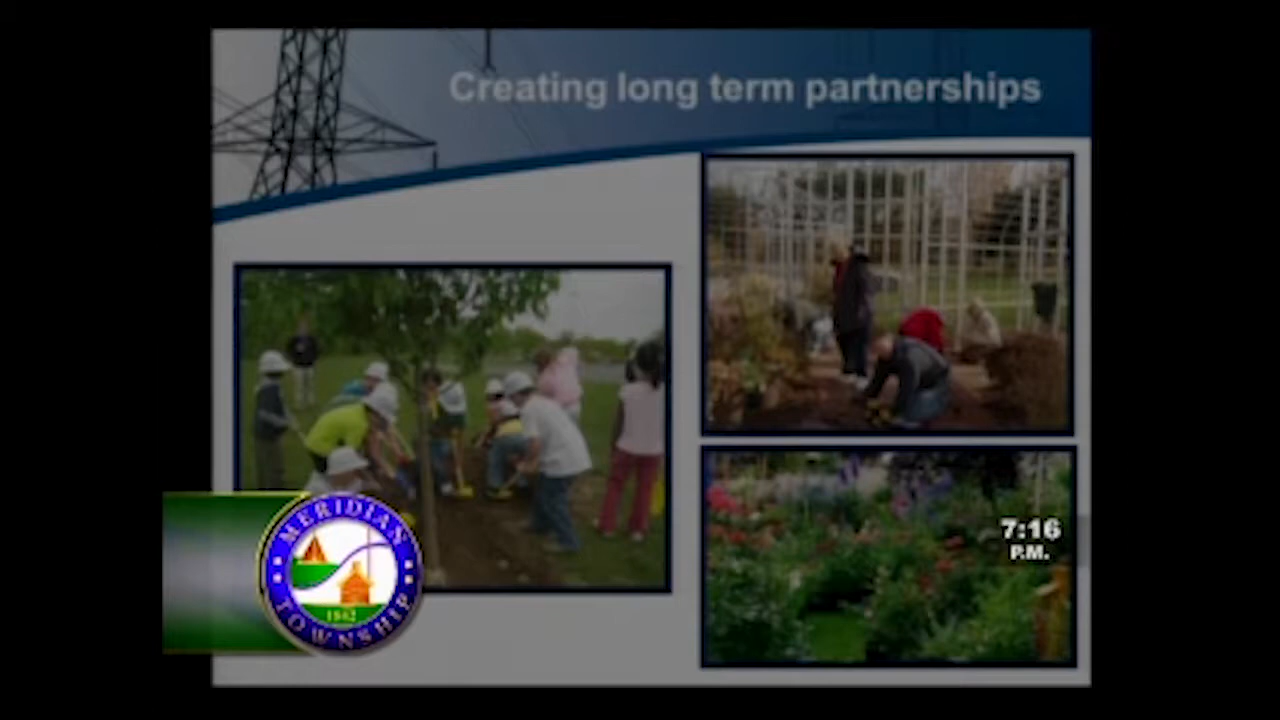 Creating long term partnerships
7:16
P.M.
MERIDIAN
1842
TOWNSHIP